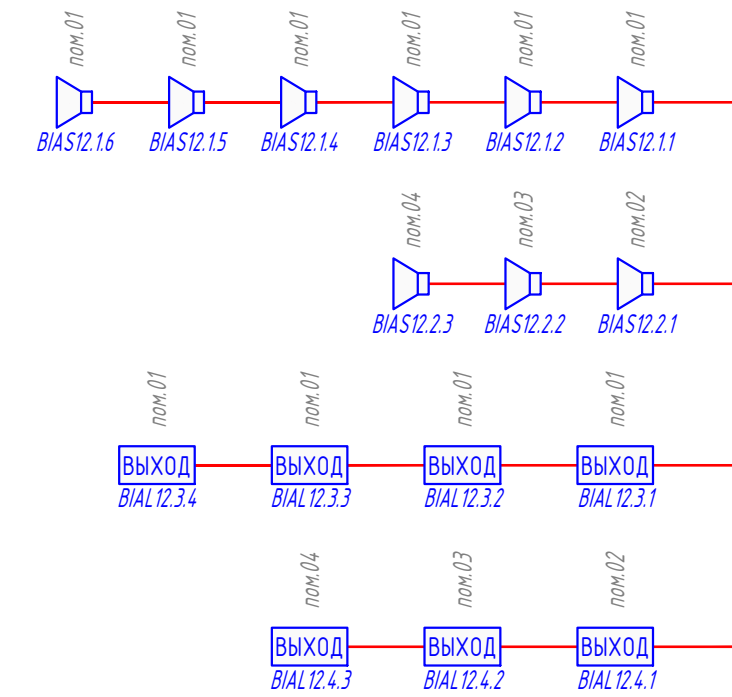 пом.01 пом.01 пом.01 пом.01 пом.01 пом.01
BIAS12.1.6 BIAS12.1.5 BIAS12.1.4 BIAS12.1.3 BIAS12.1.2 BIAS12.1.1
пом.04 пом.03 пом.02
BIAS12.2.3 BIAS12.2.2 BIAS12.2.1
пом.01 пом.01 пом.01 пом.01
ВЫХОД ВЫХОД ВЫХОД ВЫХОД
BIAL12.3.4 BIAL12.3.3 BIAL12.3.2 BIAL12.3.1
пом.04 пом.03 пом.02
ВЫХОД ВЫХОД ВЫХОД
BIAL12.4.3 BIAL12.4.2 BIAL12.4.1